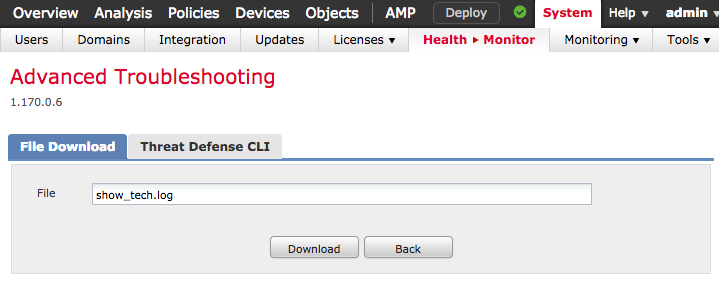 Overview Analysis Policies Devices Objects AMP Deploy System Help admin
Users Domains Integration Updates Licenses Health Monitor Monitoring Tools
Advanced Troubleshooting
1.170.0.6
File Download Threat Defense CLI
File show_tech.log
Download Back